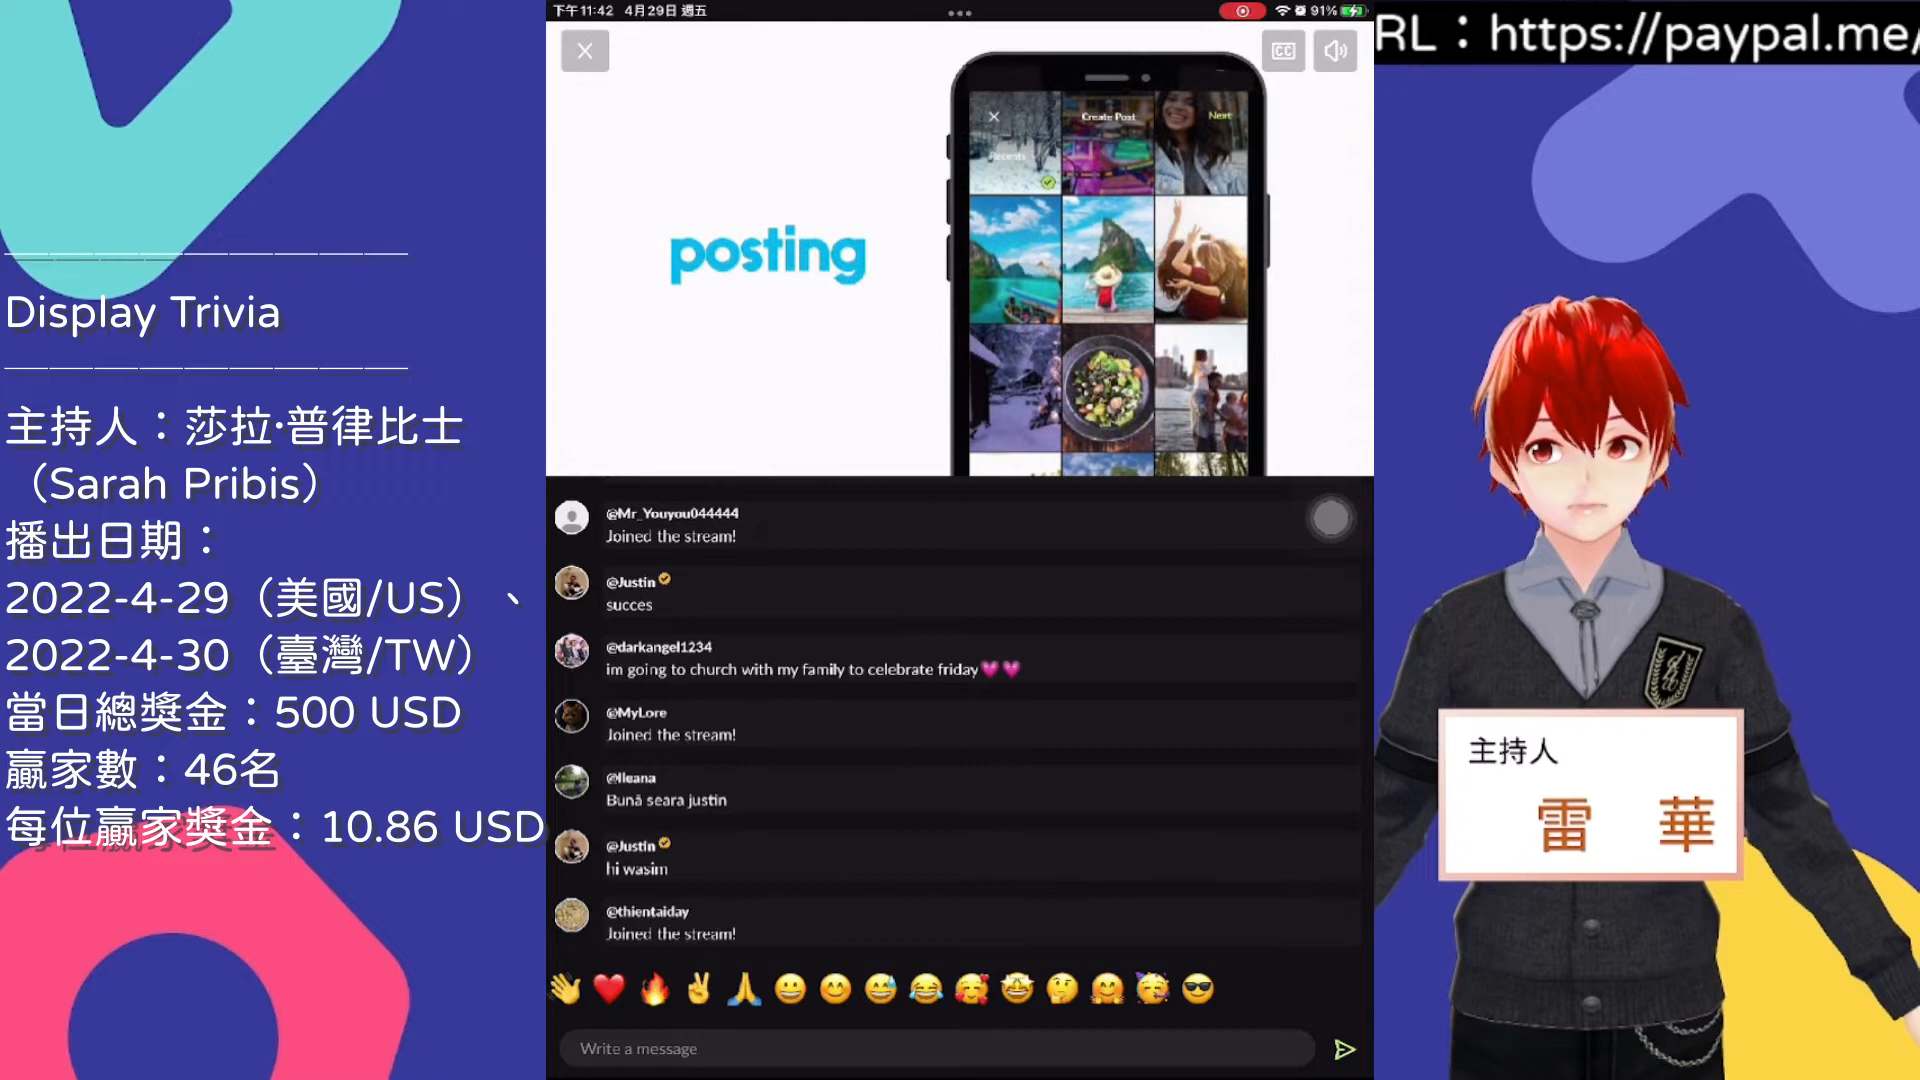 Display Trivia
主持人：莎拉·普律比士
（Sarah Pribis）
播出日期：
2022-4-29（美國/US）、
2022-4-30（臺灣/TW）
當日總獎金：500 USD
贏家數：46名
每位贏家獎金：10.86 USD
下午11:42 4月29日 週五
91%
CC
posting
Create Post
Next
Recents
@Mr_Youyou044444
Joined the stream!
@Justin
succes
@darkangel1234
im going to church with my family to celebrate friday💗💗
@MyLore
Joined the stream!
@Ileana
Bună seara justin
@Justin
hi wasim
@thientaiday
Joined the stream!
Write a message
RL：https://paypal.me/
主持人
雷 華